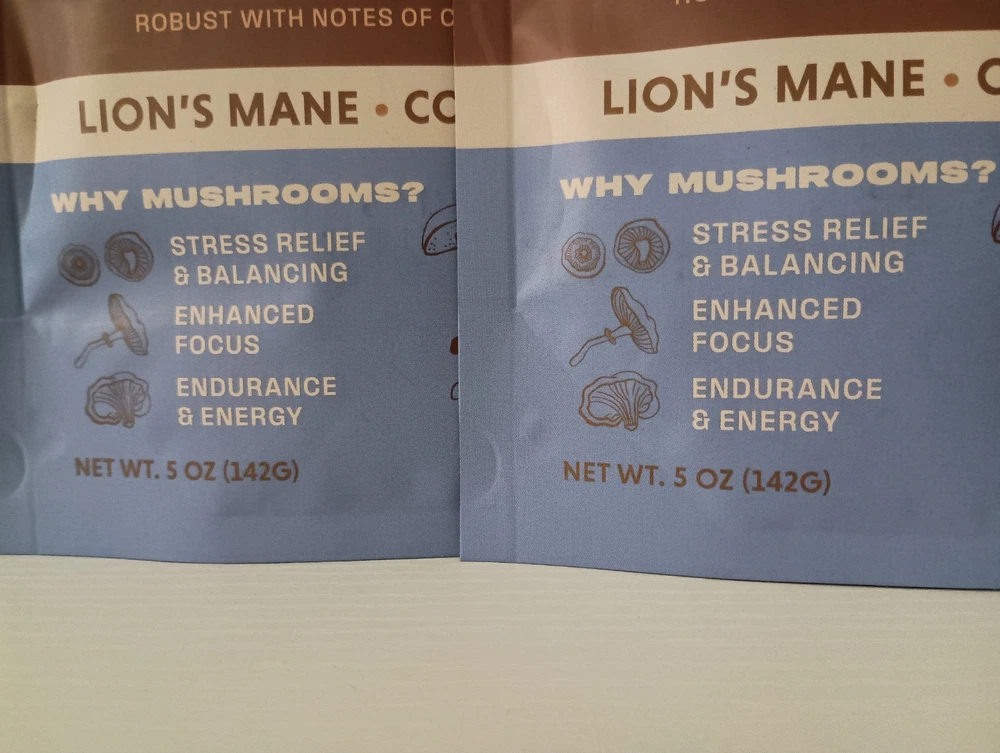 ROBUST WITH NOTES OF
LION'S MANE •
WHY MUSHROOMS?
STRESS RELIEF
& BALANCING
ENHANCED
FOCUS
ENDURANCE
& ENERGY
NET WT. 5 OZ (142G)
LION'S MANE •
WHY MUSHROOMS?
STRESS RELIEF
& BALANCING
ENHANCED
FOCUS
ENDURANCE
& ENERGY
NET WT. 5 OZ (142G)